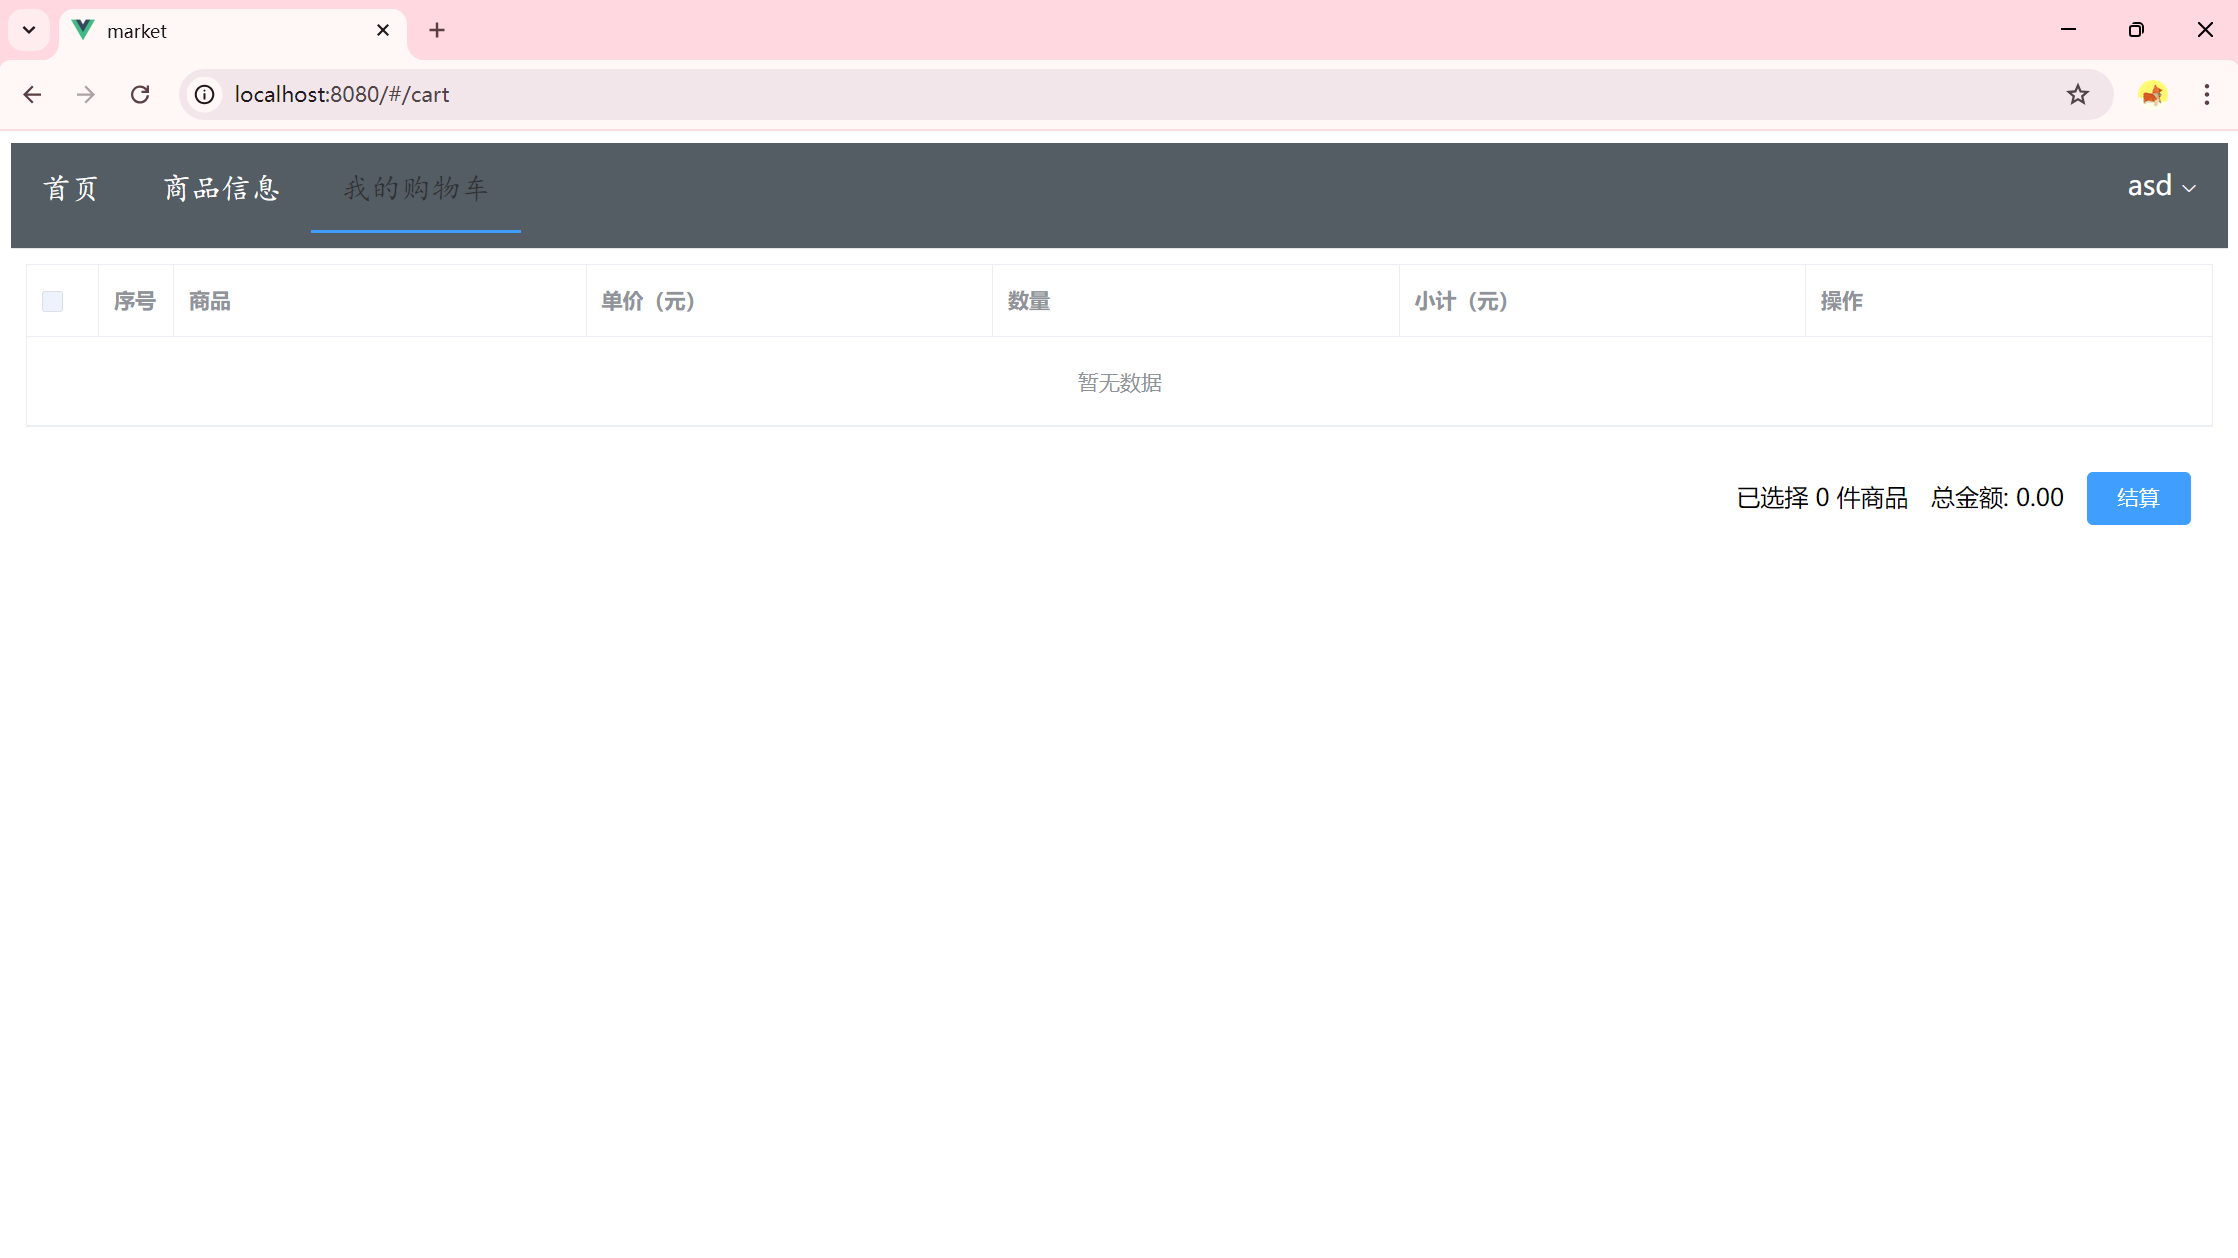 market
localhost:8080/#/cart
首页 商品信息 我的购物车 asd
序号 商品 单价（元） 数量 小计（元） 操作
暂无数据
已选择 0 件商品 总金额: 0.00 结算